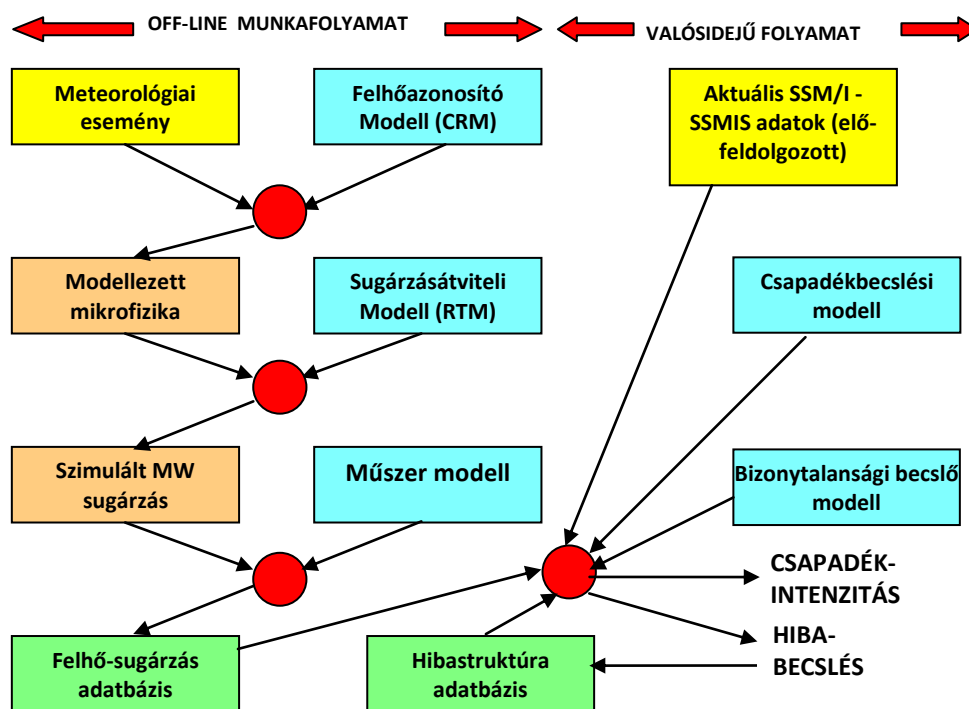 OFF-LINE MUNKAFOLYAMAT
VALÓSIDEJŰ FOLYAMAT
Meteorológiai
esemény
Felhőazonosító
Modell (CRM)
Aktuális SSM/I -
SSMIS adatok (elő-
feldolgozott)
Modellezett
mikrofizika
Sugárzásátviteli
Modell (RTM)
Csapadékbecslési
modell
Szimulált MW
sugárzás
Műszer modell
Bizonytalansági becslő
modell
CSAPADÉK-
INTENZITÁS
HIBA-
BECSLÉS
Felhő-sugárzás
adatbázis
Hibastruktúra
adatbázis